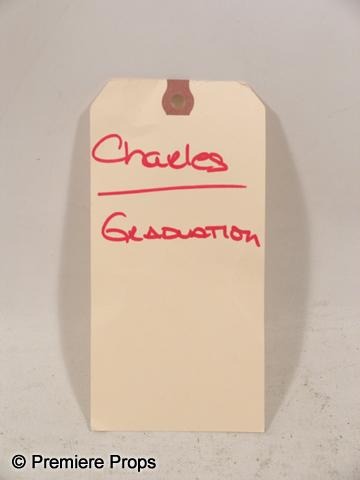 Charles
GRADUATION
© Premiere Props